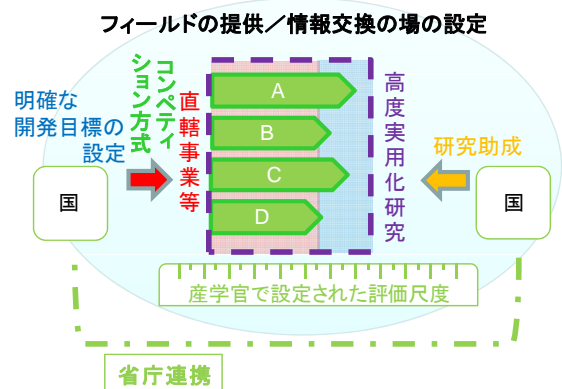 フィールドの提供／情報交換の場の設定
明確な
開発目標の
設定
コンペティ
ション方式
直轄事業等
A
B
C
D
高度実用化研究
研究助成
国
国
産学官で設定された評価尺度
省庁連携